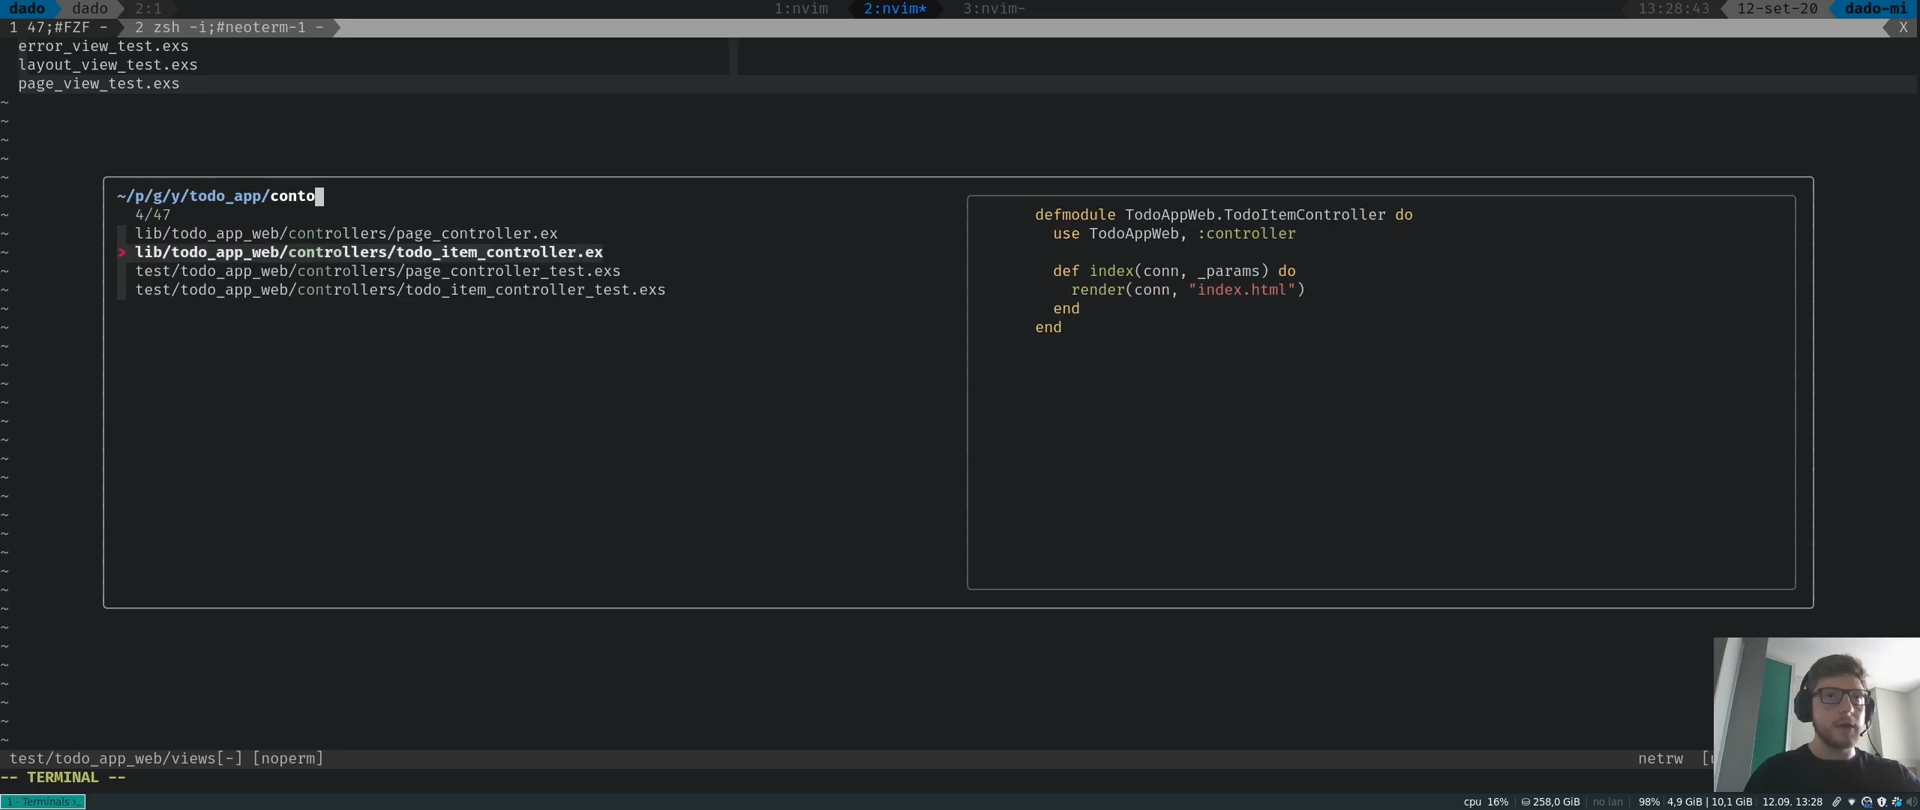 dado dado 2:1 1:nvim 2:nvim* 3:nvim- 13:28:43 12-set-20 dado-mi
1 47;#FZF - 2 zsh -i;#neoterm-1 - X
error_view_test.exs
layout_view_test.exs
page_view_test.exs
~/p/g/y/todo_app/conto
4/47
lib/todo_app_web/controllers/page_controller.ex
> lib/todo_app_web/controllers/todo_item_controller.ex
test/todo_app_web/controllers/page_controller_test.exs
test/todo_app_web/controllers/todo_item_controller_test.exs
defmodule TodoAppWeb.TodoItemController do
use TodoAppWeb, :controller
def index(conn, _params) do
render(conn, "index.html")
end
end
test/todo_app_web/views[-] [noperm] netrw [
-- TERMINAL --
1 - Terminals cpu 16% 258,0 GiB no lan 98% 4,9 GiB | 10,1 GiB 12.09. 13:28